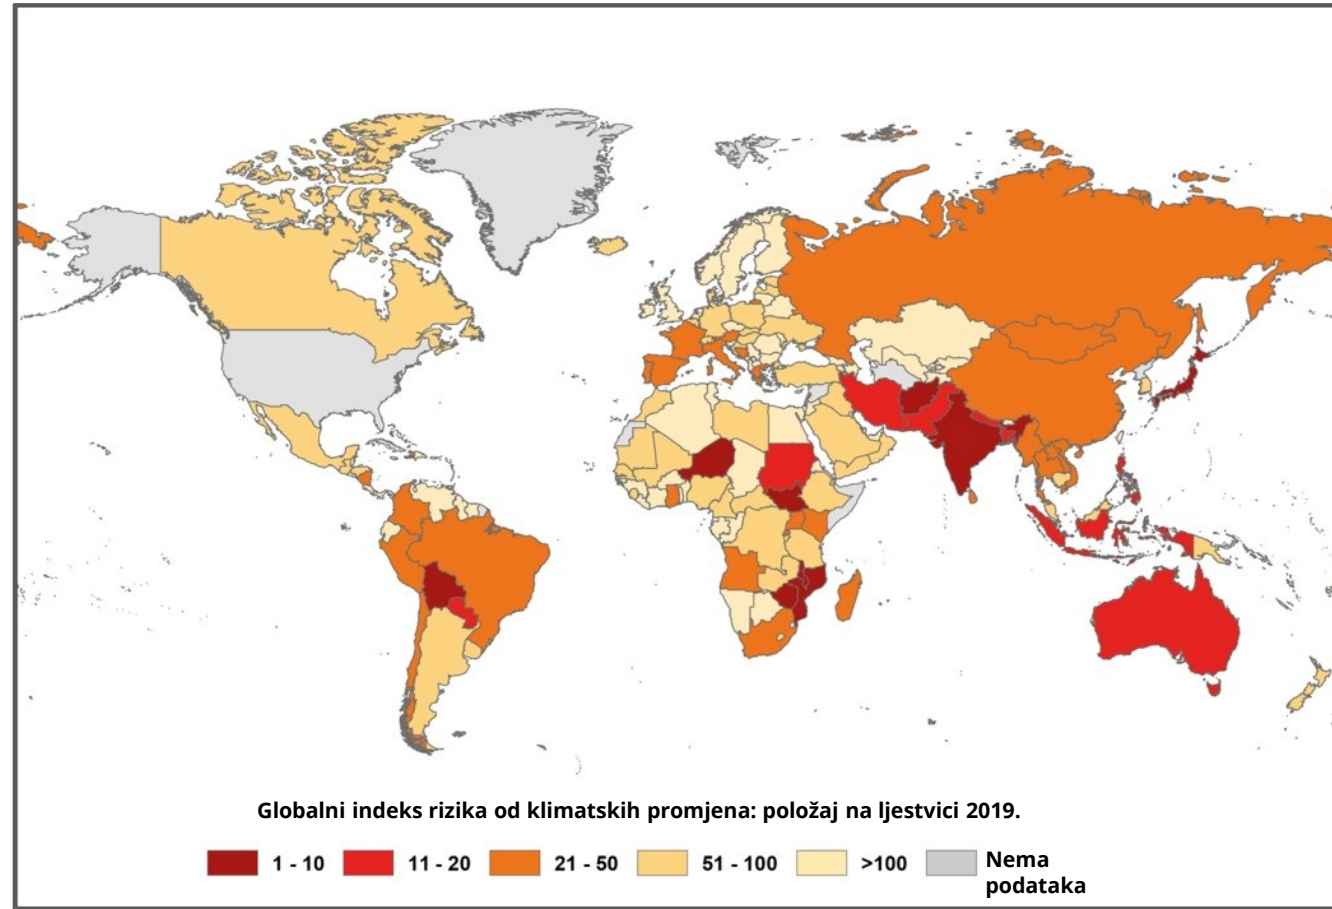 Globalni indeks rizika od klimatskih promjena: položaj na ljestvici 2019.
1 - 10 11 - 20 21 - 50 51 - 100 >100 Nema
podataka